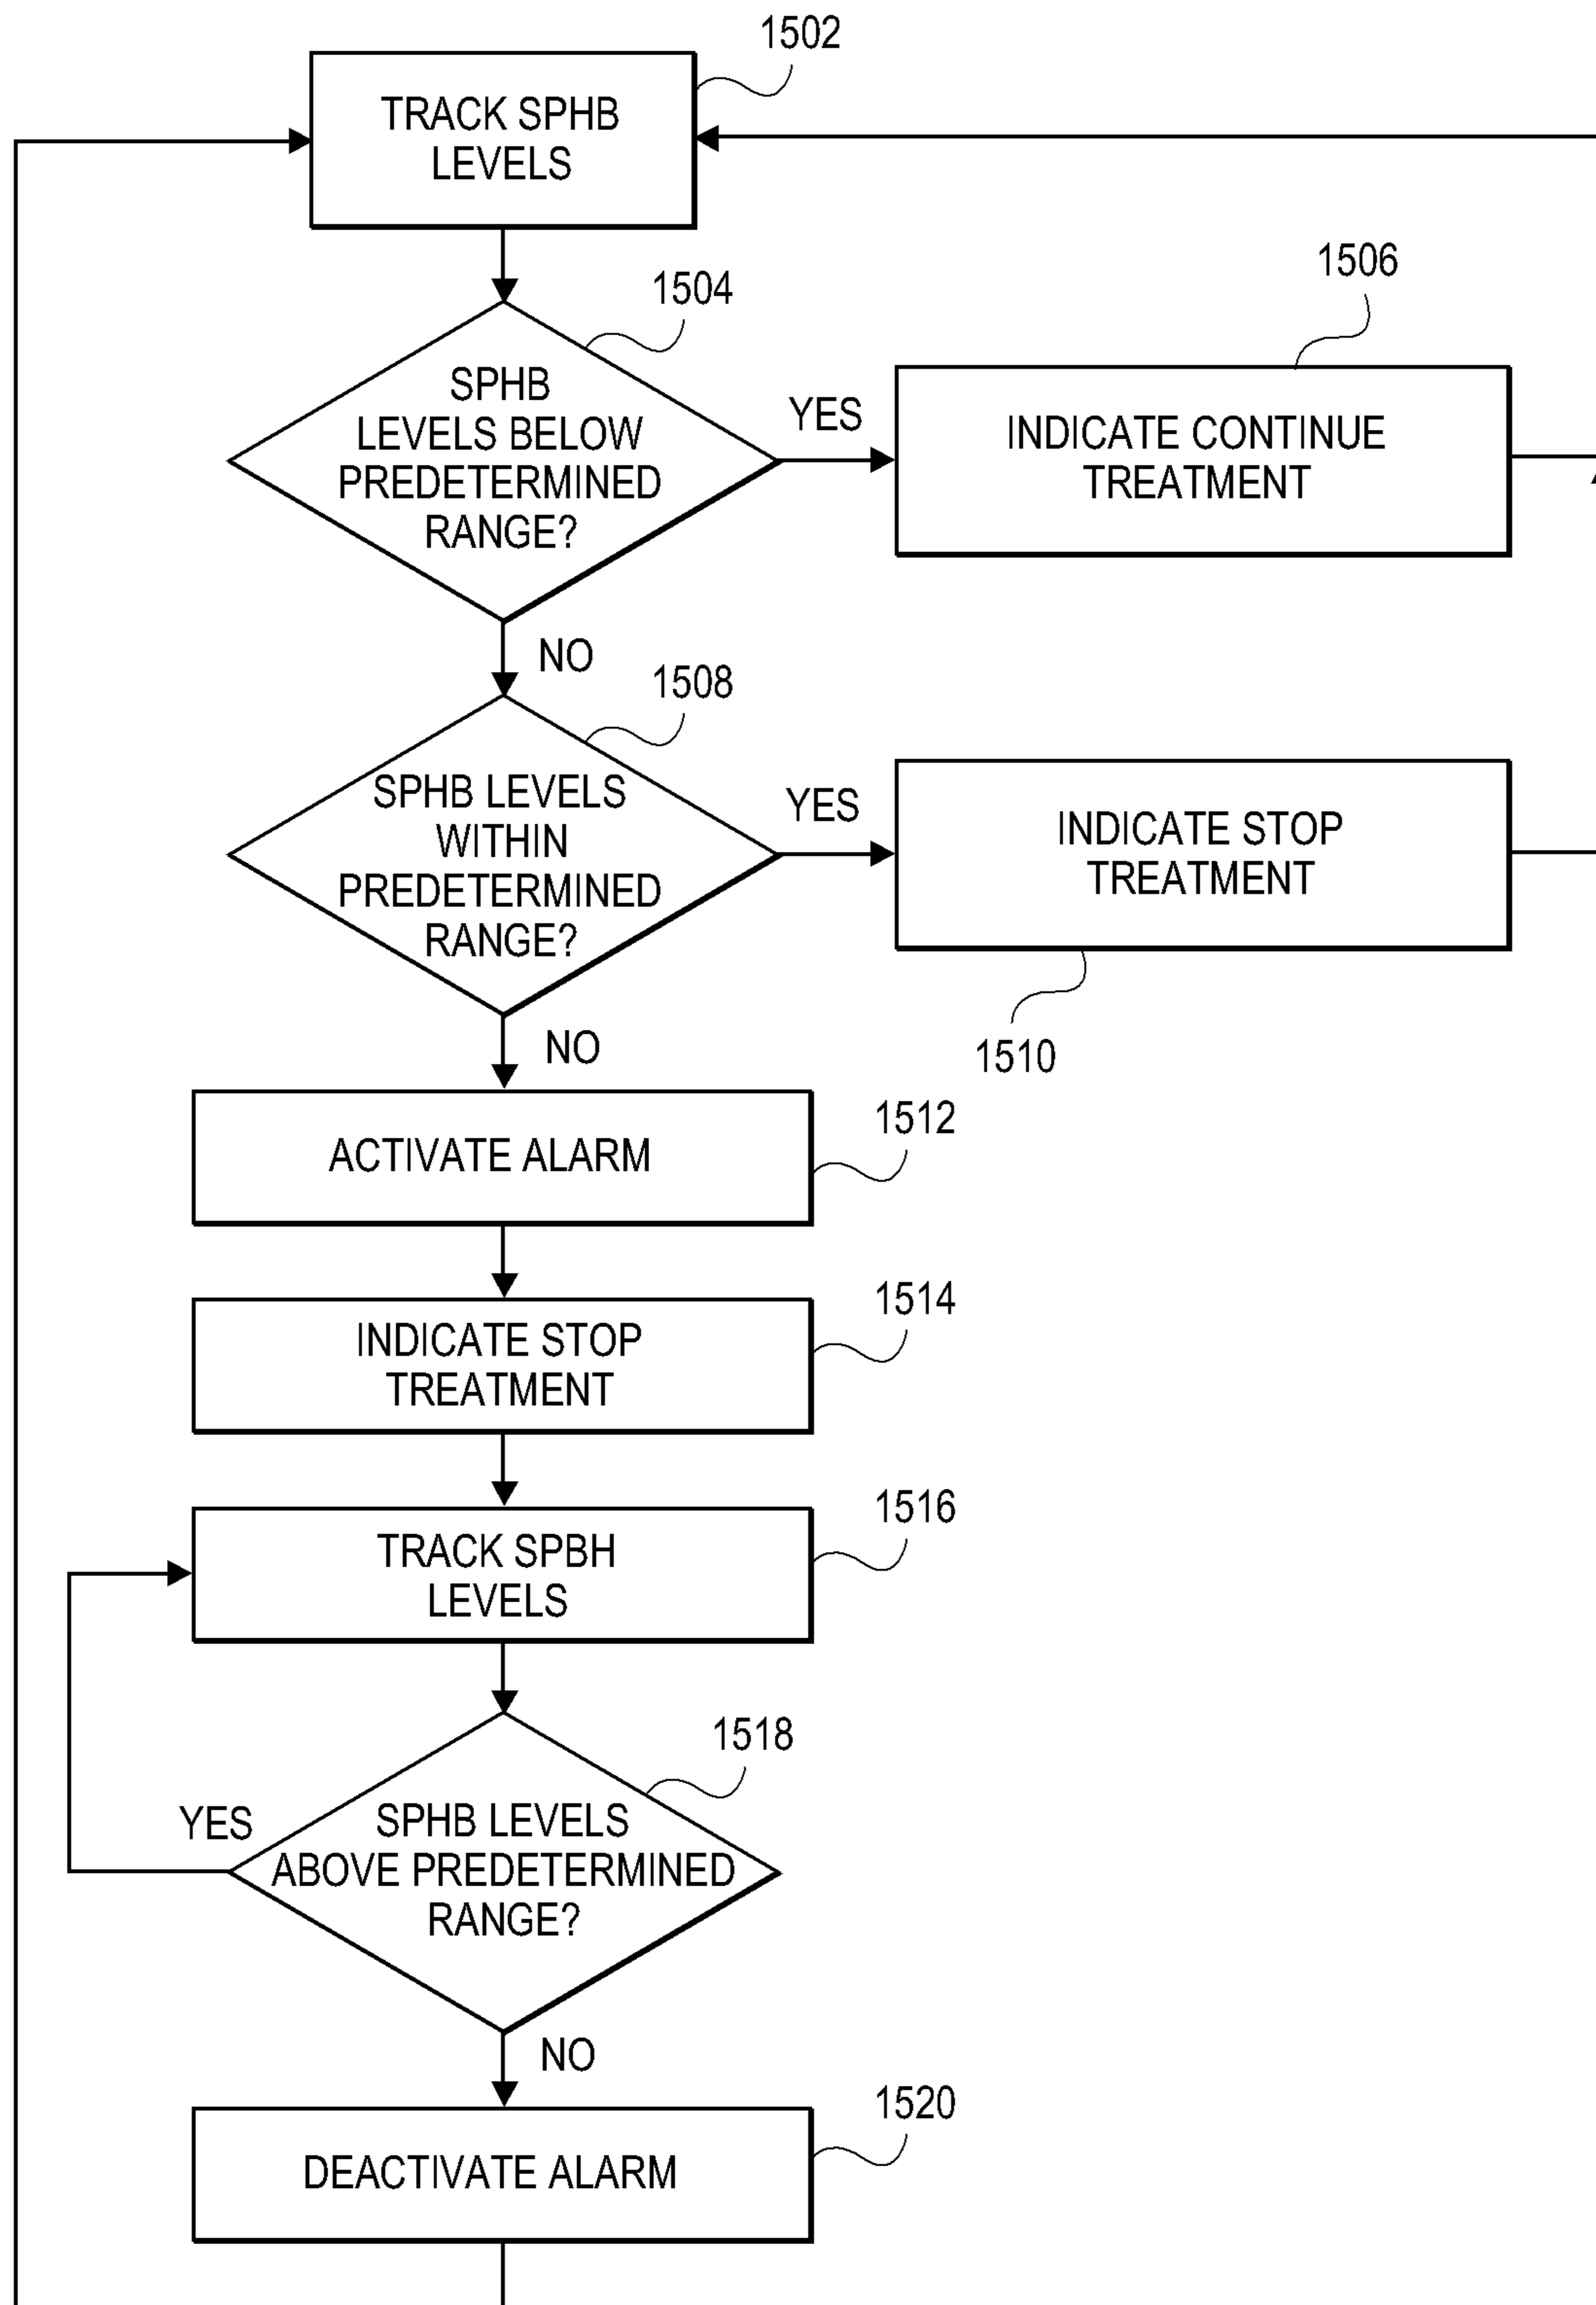 1502
TRACK SPHB
LEVELS
1504
SPHB
LEVELS BELOW
PREDETERMINED
RANGE?
YES
1506
INDICATE CONTINUE
TREATMENT
NO
1508
SPHB LEVELS
WITHIN
PREDETERMINED
RANGE?
YES
INDICATE STOP
TREATMENT
1510
NO
1512
ACTIVATE ALARM
1514
INDICATE STOP
TREATMENT
1516
TRACK SPBH
LEVELS
1518
SPHB LEVELS
ABOVE PREDETERMINED
RANGE?
YES
NO
1520
DEACTIVATE ALARM